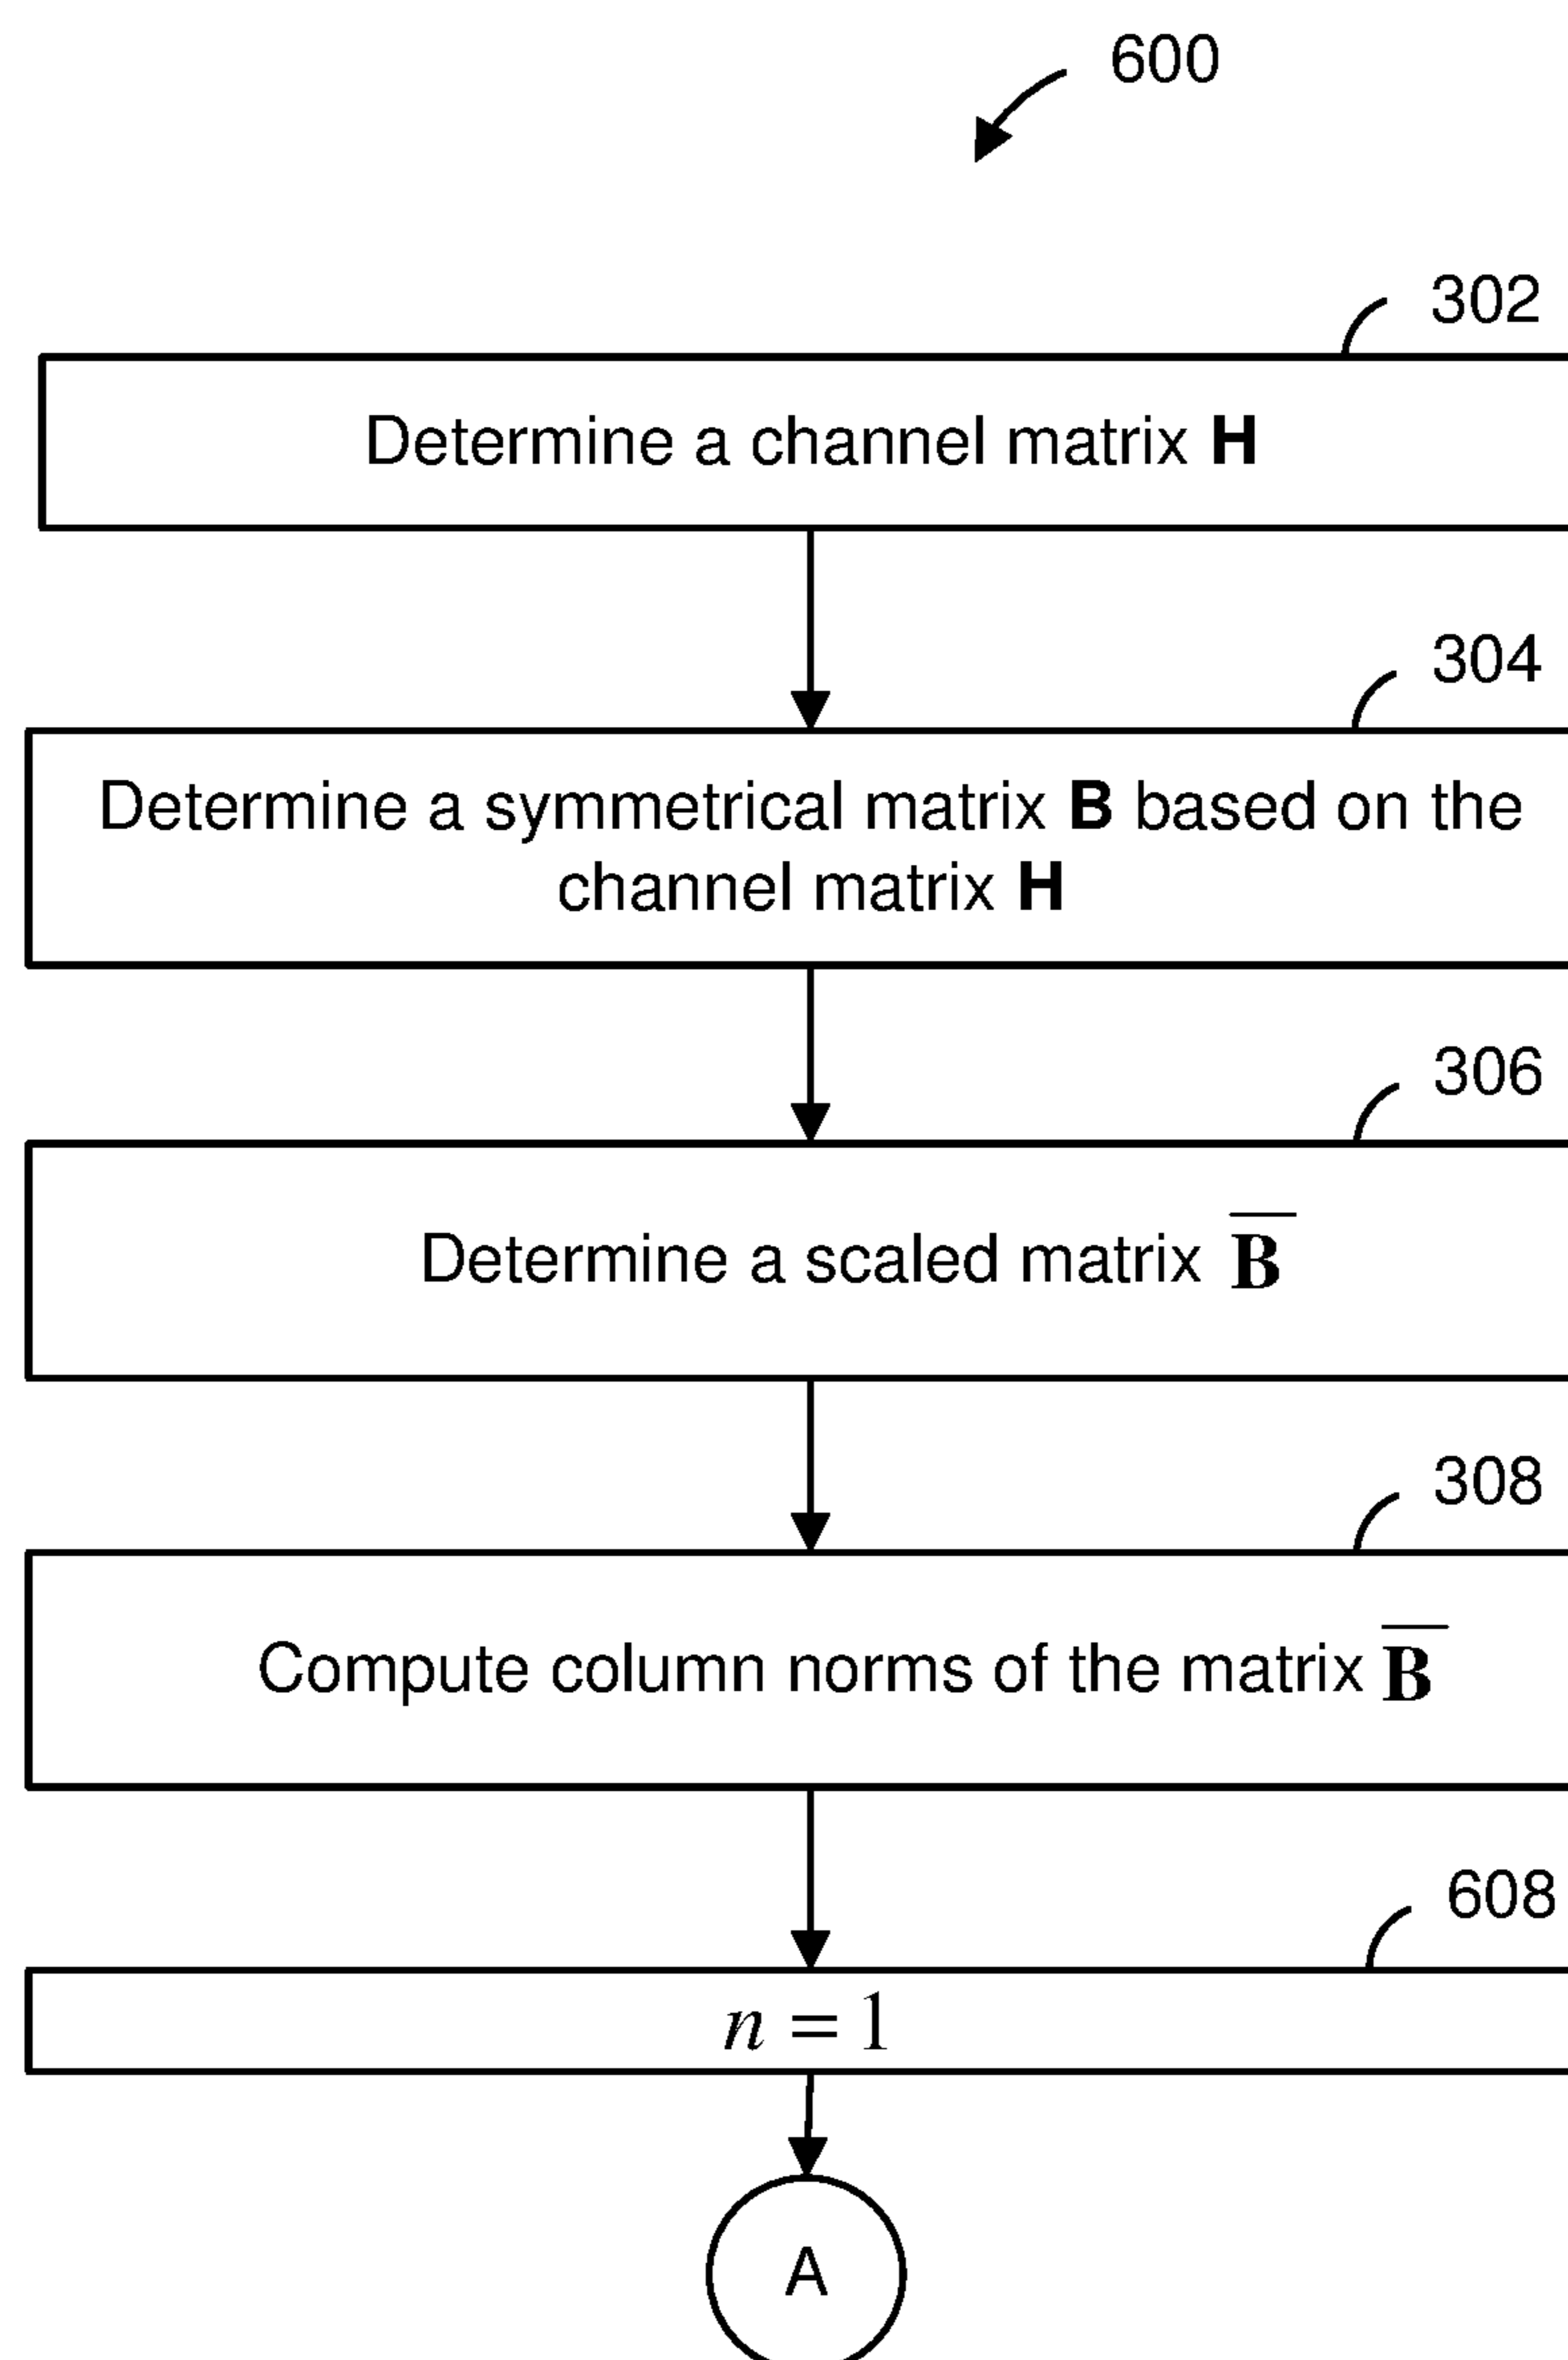 600
302
Determine a channel matrix H
304
Determine a symmetrical matrix B based on the
channel matrix H
306
Determine a scaled matrix B̅
308
Compute column norms of the matrix B̅
608
n = 1
A